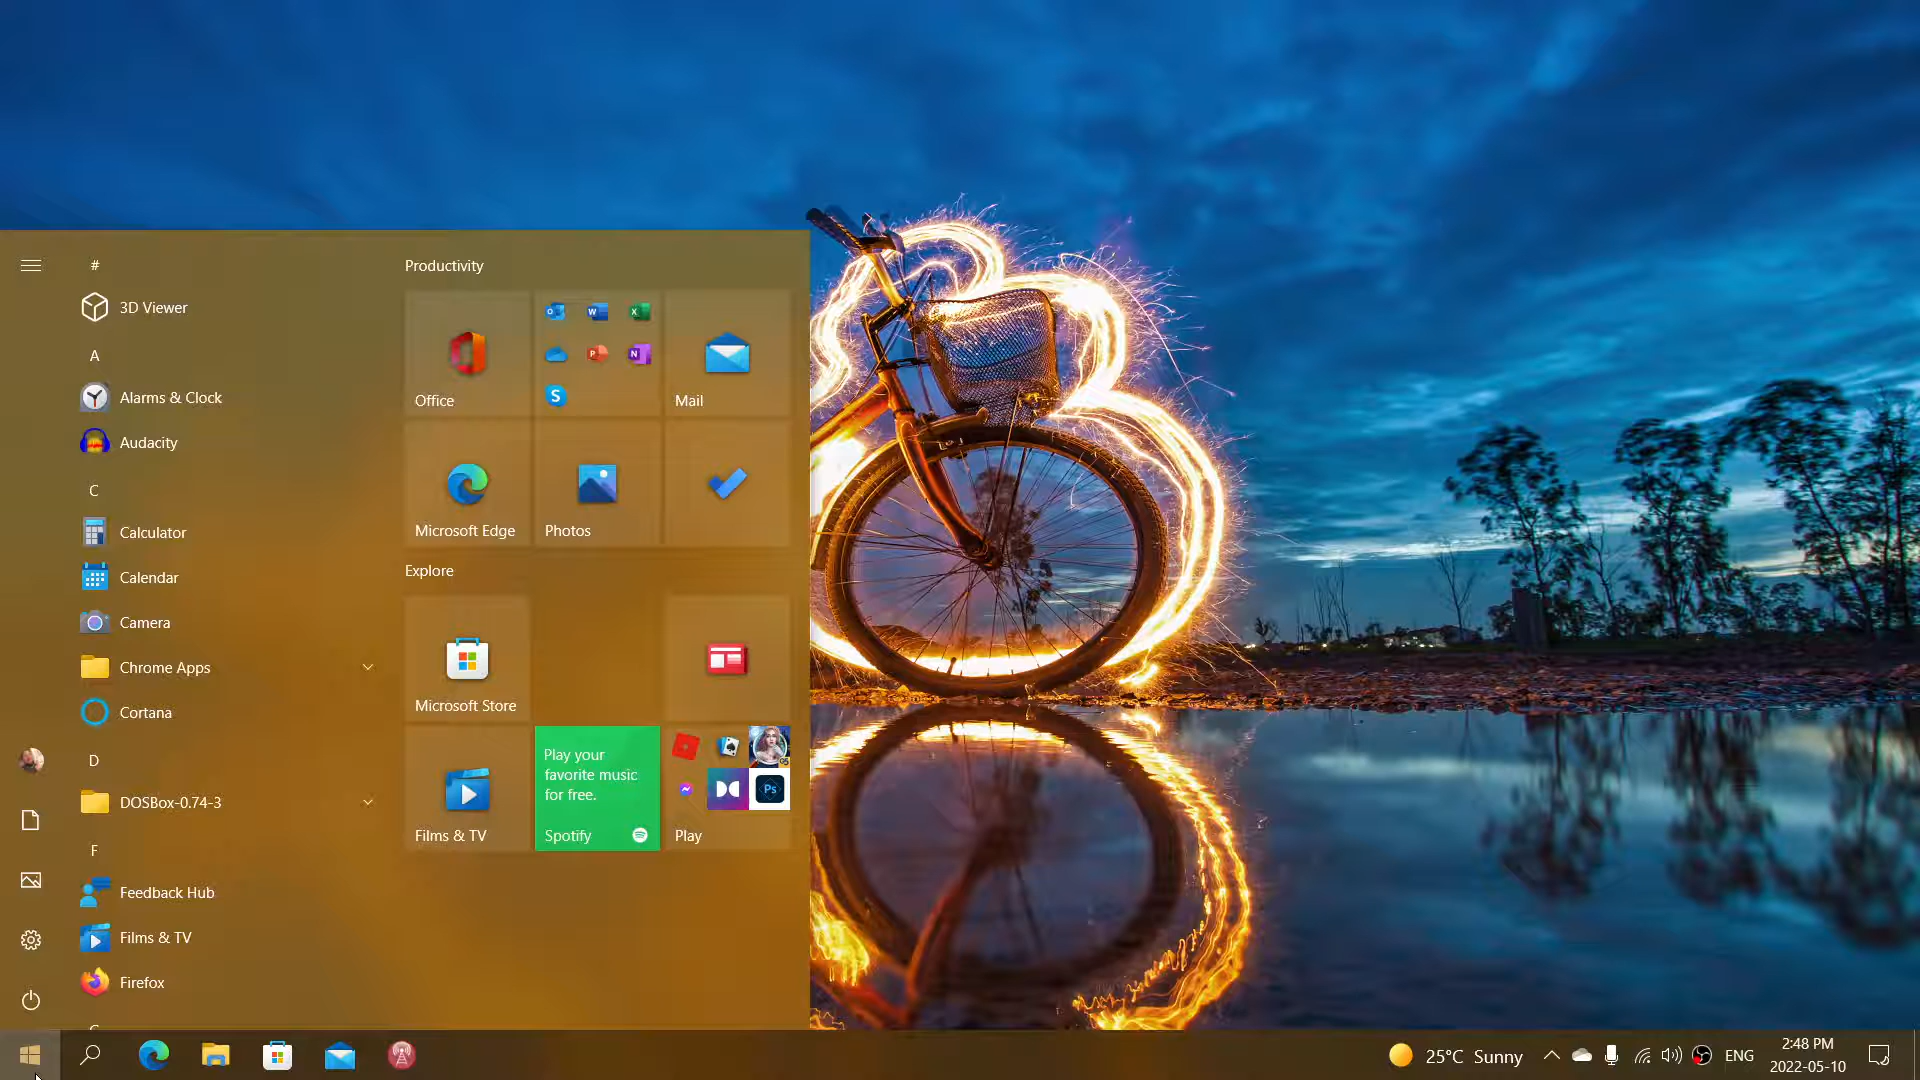 #
3D Viewer
A
Alarms & Clock
Audacity
C
Calculator
Calendar
Camera
Chrome Apps
Cortana
D
DOSBox-0.74-3
F
Feedback Hub
Films & TV
Firefox
Productivity
Office
Mail
Microsoft Edge
Photos
Explore
Microsoft Store
Films & TV
Play your
favorite music
for free.
Spotify
Ps
Play
25°C Sunny
ENG
2:48 PM
2022-05-10